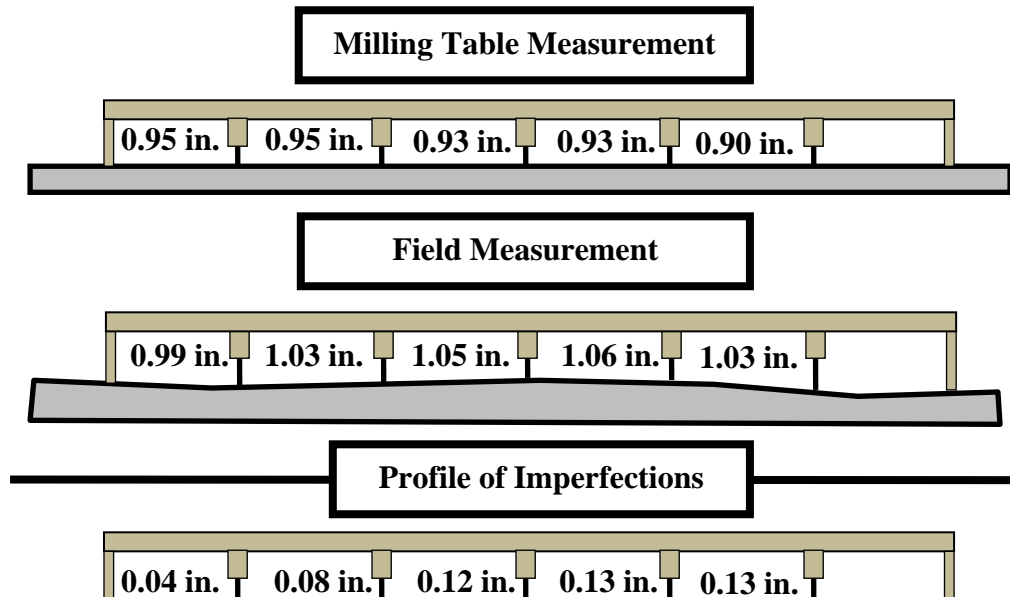 Milling Table Measurement
0.95 in. 0.95 in. 0.93 in. 0.93 in. 0.90 in.
Field Measurement
0.99 in. 1.03 in. 1.05 in. 1.06 in. 1.03 in.
Profile of Imperfections
0.04 in. 0.08 in. 0.12 in. 0.13 in. 0.13 in.